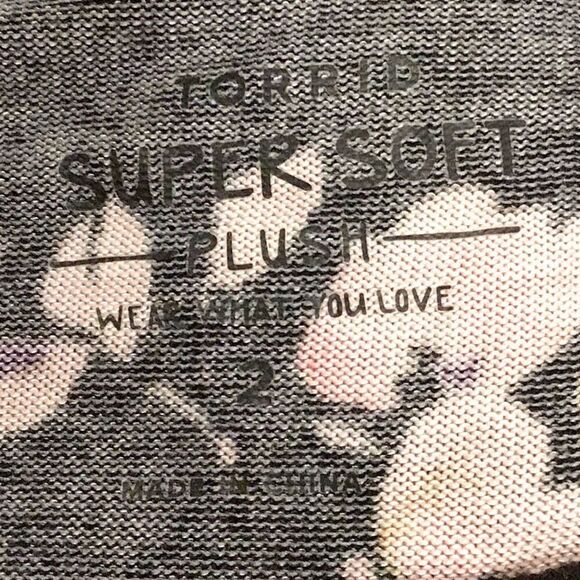 TORRID
SUPER SOFT
PLUSH
WEAR WHAT YOU LOVE
2
MADE IN CHINA